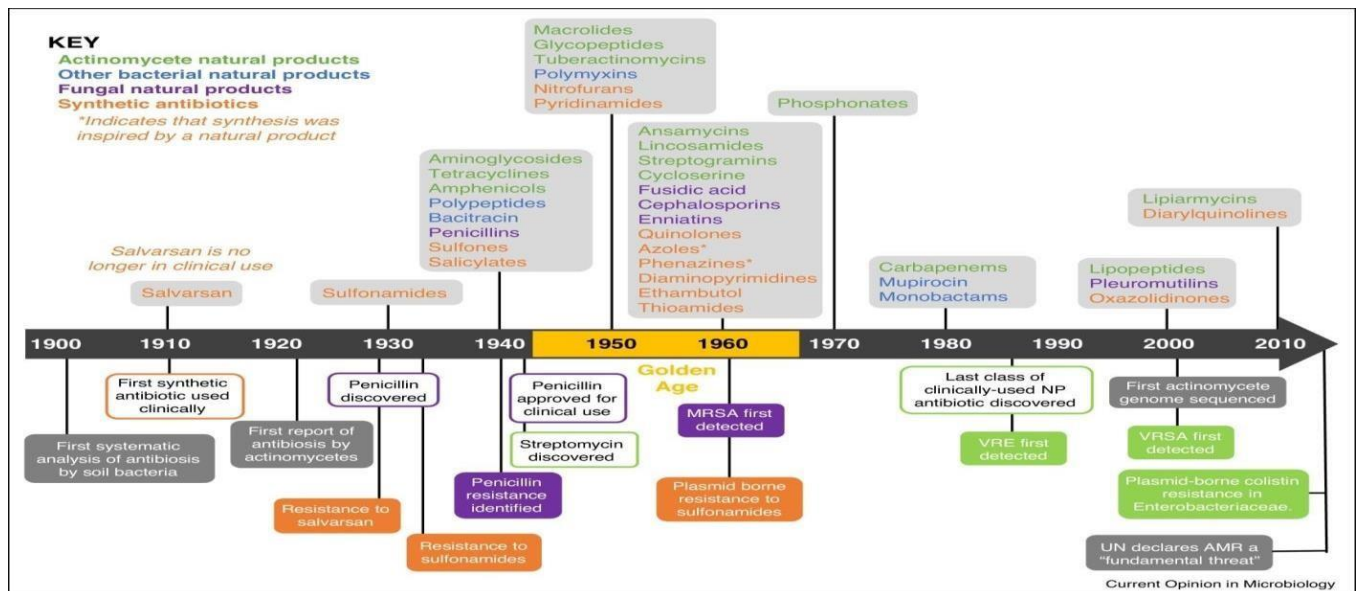 KEY
Actinomycete natural products
Other bacterial natural products
Fungal natural products
Synthetic antibiotics
*Indicates that synthesis was
inspired by a natural product
Salvarsan is no
longer in clinical use
Salvarsan
Sulfonamides
Aminoglycosides
Tetracyclines
Amphenicols
Polypeptides
Bacitracin
Penicillins
Sulfones
Salicylates
Macrolides
Glycopeptides
Tuberactinomycins
Polymyxins
Nitrofurans
Pyridinamides
Ansamycins
Lincosamides
Streptogramins
Cycloserine
Fusidic acid
Cephalosporins
Enniatins
Quinolones
Azoles*
Phenazines*
Diaminopyrimidines
Ethambutol
Thioamides
Phosphonates
Carbapenems
Mupirocin
Monobactams
Lipopeptides
Pleuromutilins
Oxazolidinones
Lipiarmycins
Diarylquinolines
1900 1910 1920 1930 1940 1950 1960 1970 1980 1990 2000 2010
Golden
Age
First systematic
analysis of antibiosis
by soil bacteria
First synthetic
antibiotic used
clinically
First report of
antibiosis by
actinomycetes
Penicillin
discovered
Resistance to
salvarsan
Resistance to
sulfonamides
Penicillin
resistance
identified
Penicillin
approved for
clinical use
Streptomycin
discovered
MRSA first
detected
Plasmid borne
resistance to
sulfonamides
Last class of
clinically-used NP
antibiotic discovered
VRE first
detected
First actinomycete
genome sequenced
VRSA first
detected
Plasmid-borne colistin
resistance in
Enterobacteriaceae.
UN declares AMR a
“fundamental threat”
Current Opinion in Microbiology